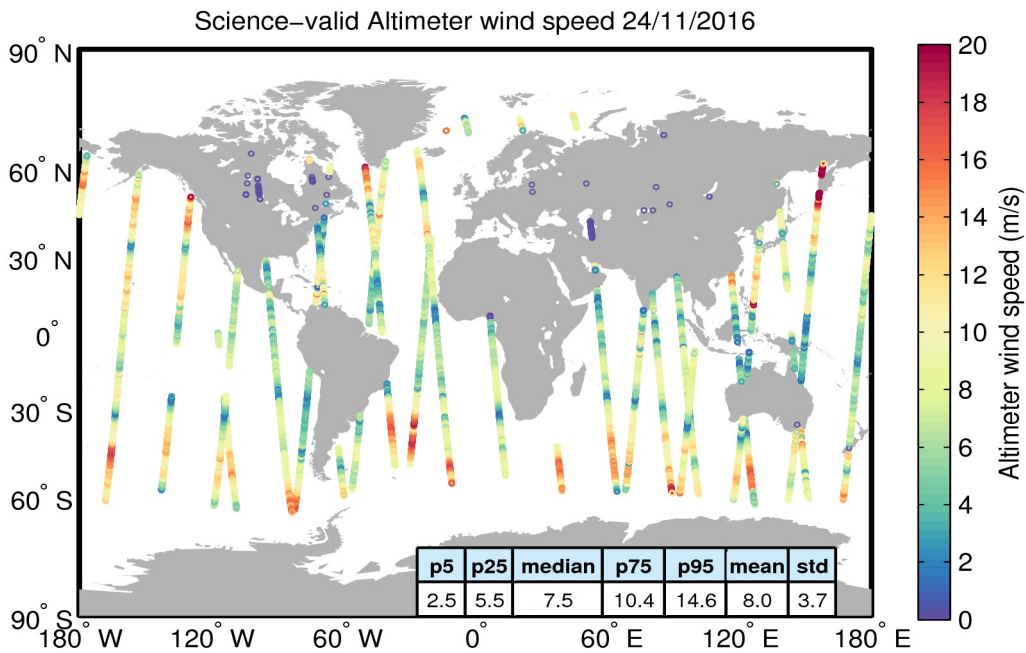 Science−valid Altimeter wind speed 24/11/2016
90° N
60° N
30° N
0°
30° S
60° S
90° S
180° W
120° W
60° W
0°
60° E
120° E
180° E
p5 p25 median p75 p95 mean std
2.5 5.5 7.5 10.4 14.6 8.0 3.7
20
18
16
14
12
10
8
6
4
2
0
Altimeter wind speed (m/s)